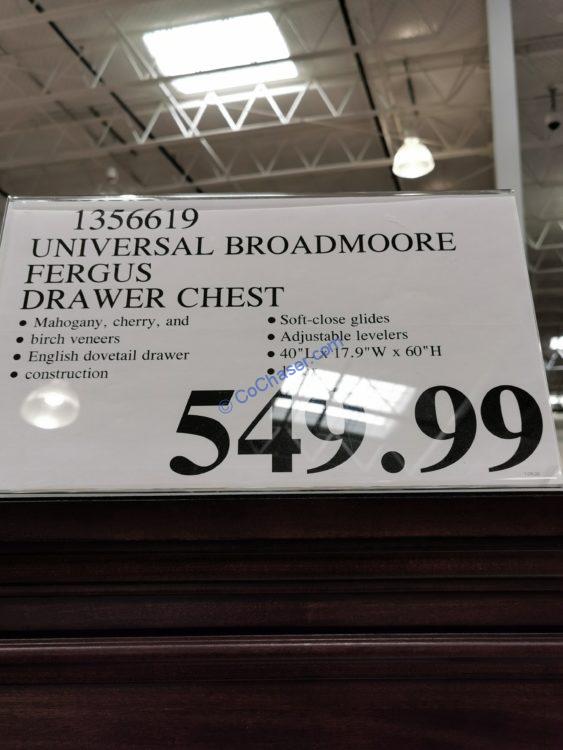 1356619
UNIVERSAL BROADMOORE
FERGUS
DRAWER CHEST
• Mahogany, cherry, and
• birch veneers
• English dovetail drawer
• construction
• Soft-close glides
• Adjustable levelers
• 40"L x 17.9"W x 60"H
•
549.99
© CoChaser.com